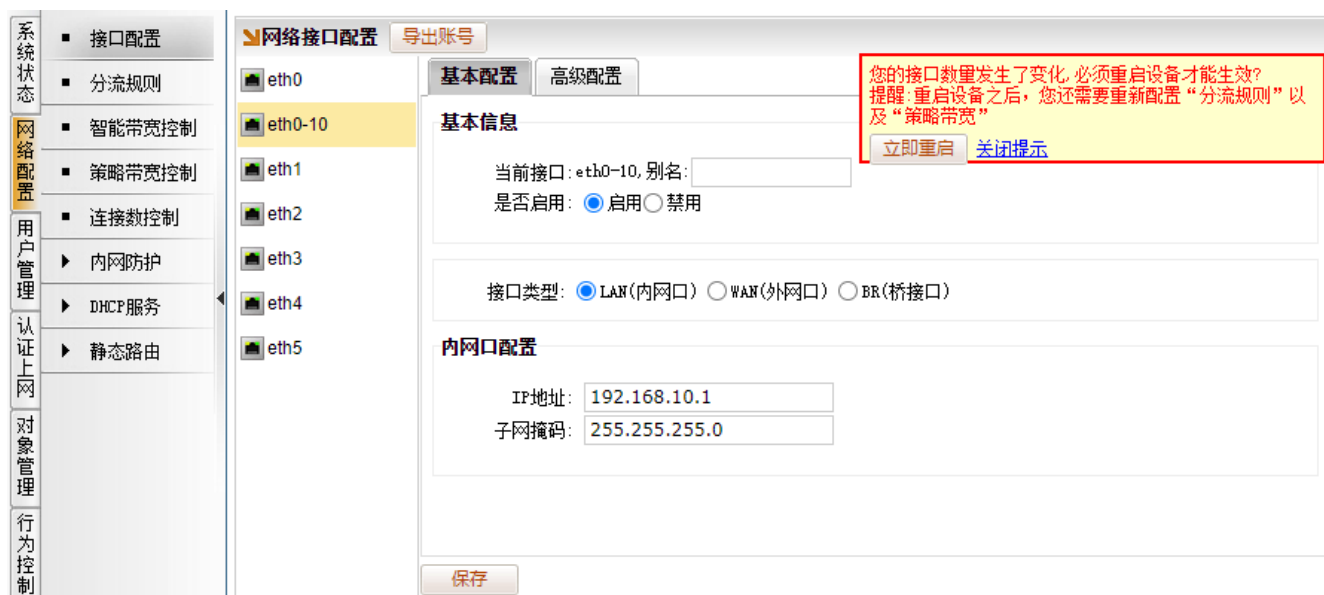 系统状态
网络配置
用户管理
认证上网
对象管理
行为控制
接口配置
分流规则
智能带宽控制
策略带宽控制
连接数控制
内网防护
DHCP服务
静态路由
网络接口配置 导出账号
eth0
eth0-10
eth1
eth2
eth3
eth4
eth5
基本配置 高级配置
您的接口数量发生了变化,必须重启设备才能生效?
提醒:重启设备之后，您还需要重新配置“分流规则”以
及“策略带宽”
立即重启 关闭提示
基本信息
当前接口:eth0-10,别名:
是否启用: 启用 禁用
接口类型: LAN(内网口) WAN(外网口) BR(桥接口)
内网口配置
IP地址: 192.168.10.1
子网掩码: 255.255.255.0
保存